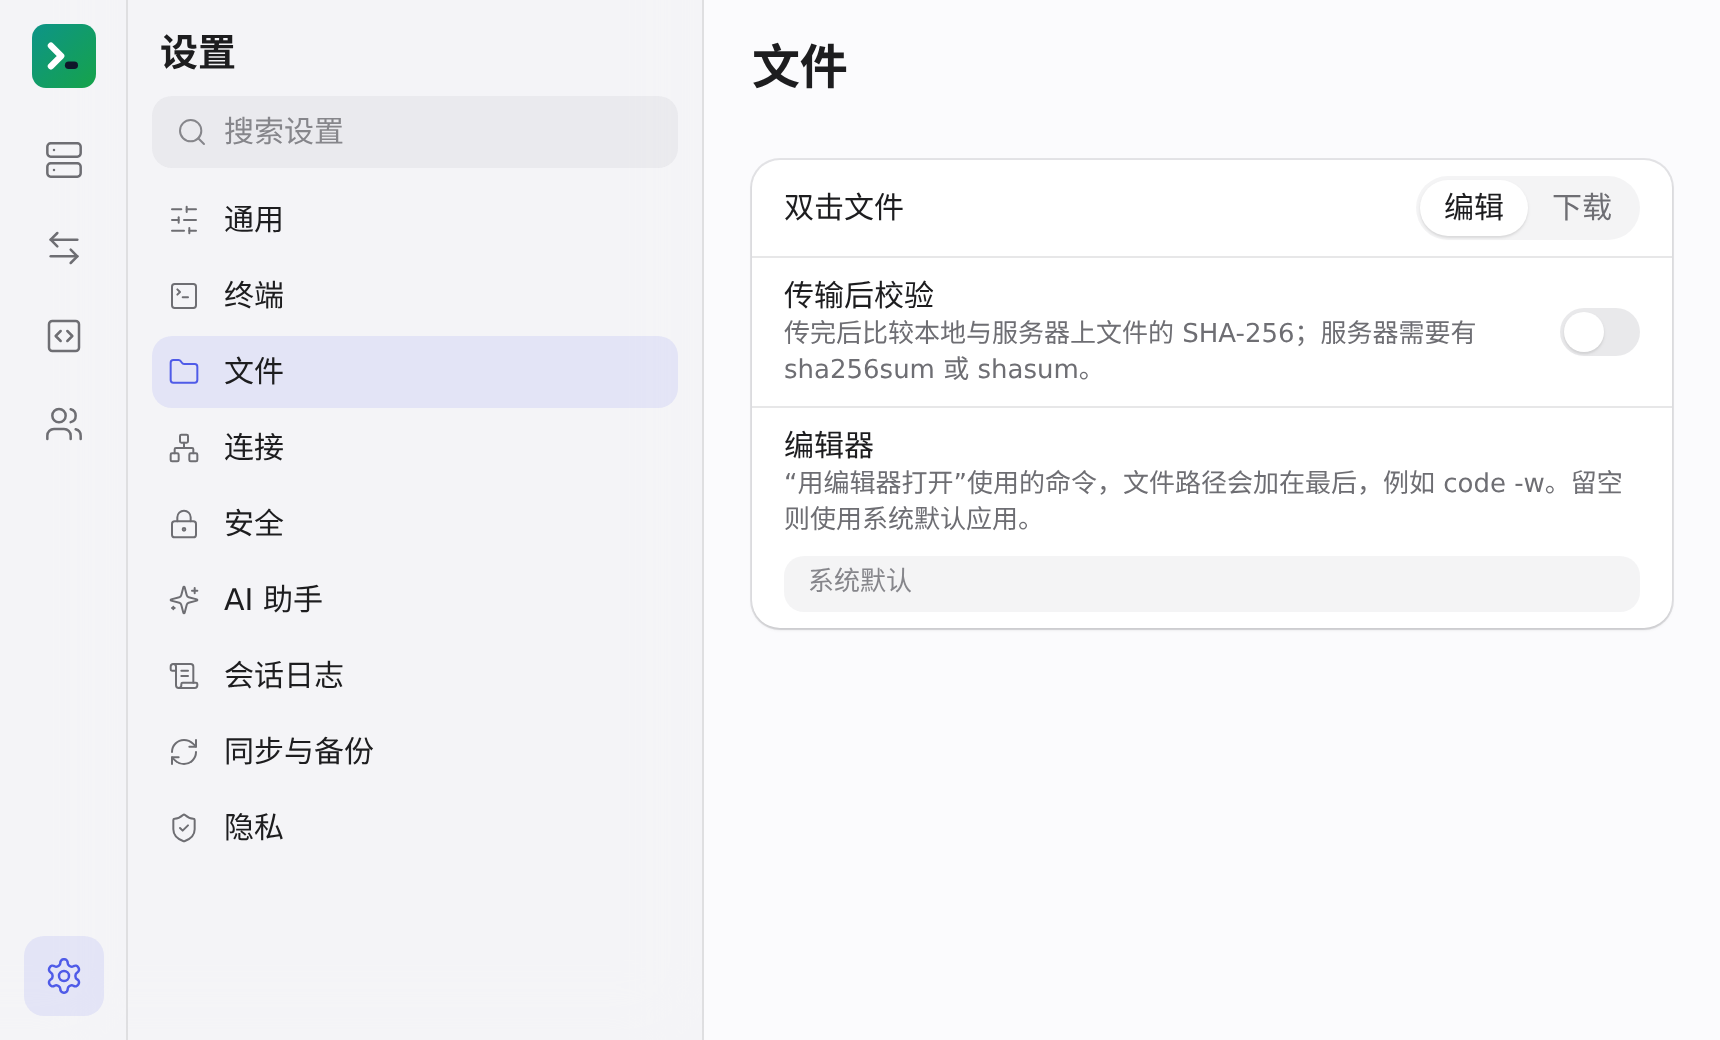 设置
搜索设置
通用
终端
文件
连接
安全
AI 助手
会话日志
同步与备份
隐私
文件
双击文件
编辑
下载
传输后校验
传完后比较本地与服务器上文件的 SHA-256；服务器需要有
sha256sum 或 shasum。
编辑器
“用编辑器打开”使用的命令，文件路径会加在最后，例如 code -w。留空
则使用系统默认应用。
系统默认